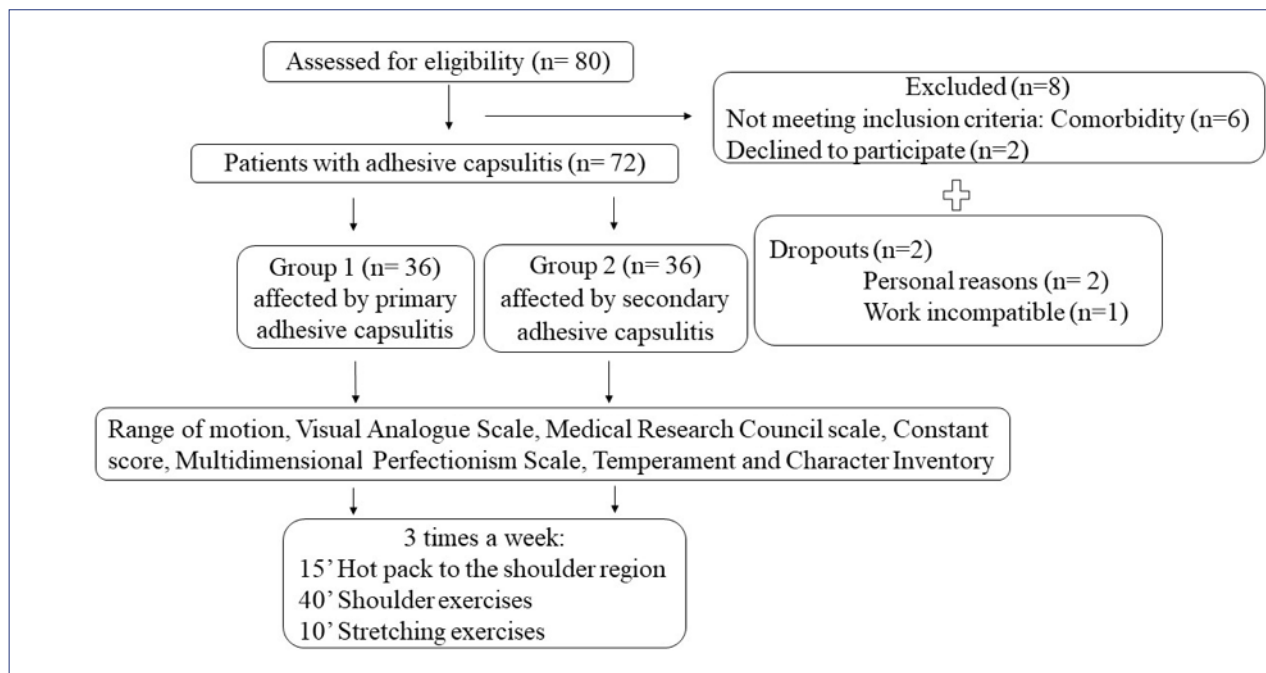 Assessed for eligibility (n= 80)
Excluded (n=8)
Not meeting inclusion criteria: Comorbidity (n=6)
Declined to participate (n=2)
Patients with adhesive capsulitis (n= 72)
Group 1 (n= 36)
affected by primary
adhesive capsulitis
Group 2 (n= 36)
affected by secondary
adhesive capsulitis
Dropouts (n=2)
Personal reasons (n= 2)
Work incompatible (n=1)
Range of motion, Visual Analogue Scale, Medical Research Council scale, Constant
score, Multidimensional Perfectionism Scale, Temperament and Character Inventory
3 times a week:
15’ Hot pack to the shoulder region
40’ Shoulder exercises
10’ Stretching exercises